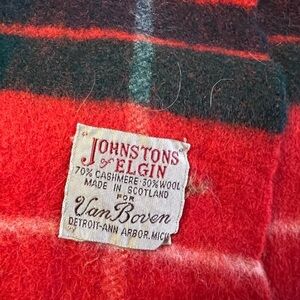 JOHNSTONS
of ELGIN
70% CASHMERE·30% WOOL
MADE IN SCOTLAND
FOR
Van Boven
DETROIT-ANN ARBOR, MICH